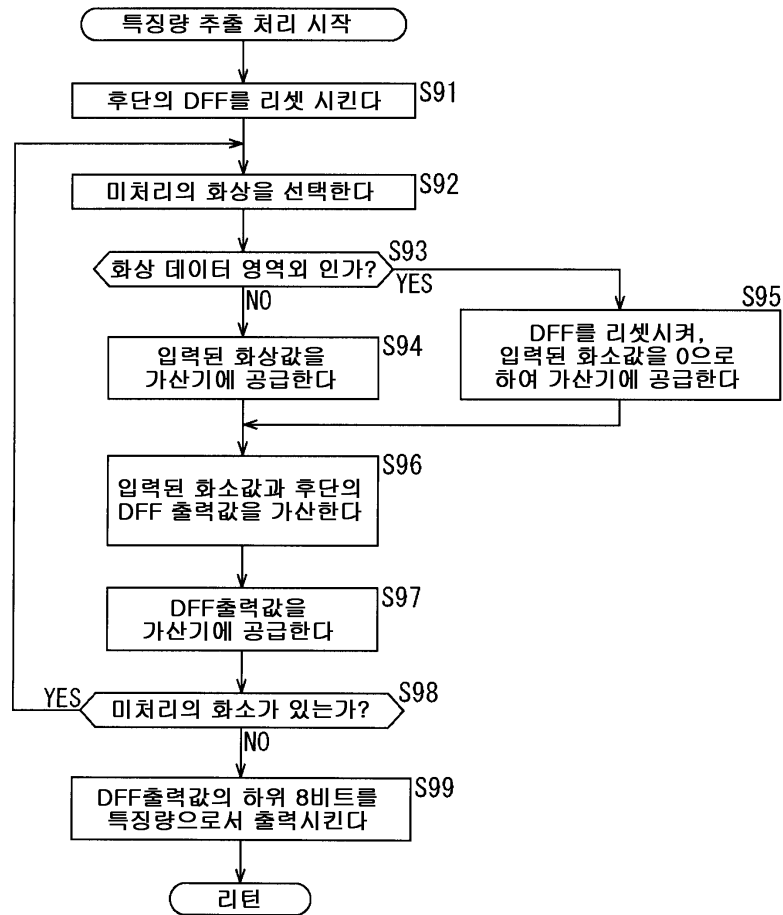 특징량 추출 처리 시작
후단의 DFF를 리셋 시킨다
S91
미처리의 화상을 선택한다
S92
화상 데이터 영역외 인가?
S93
YES
NO
입력된 화상값을
가산기에 공급한다
S94
DFF를 리셋시켜,
입력된 화소값을 0으로
하여 가산기에 공급한다
S95
입력된 화소값과 후단의
DFF 출력값을 가산한다
S96
DFF출력값을
가산기에 공급한다
S97
YES
미처리의 화소가 있는가?
S98
NO
DFF출력값의 하위 8비트를
특징량으로서 출력시킨다
S99
리턴